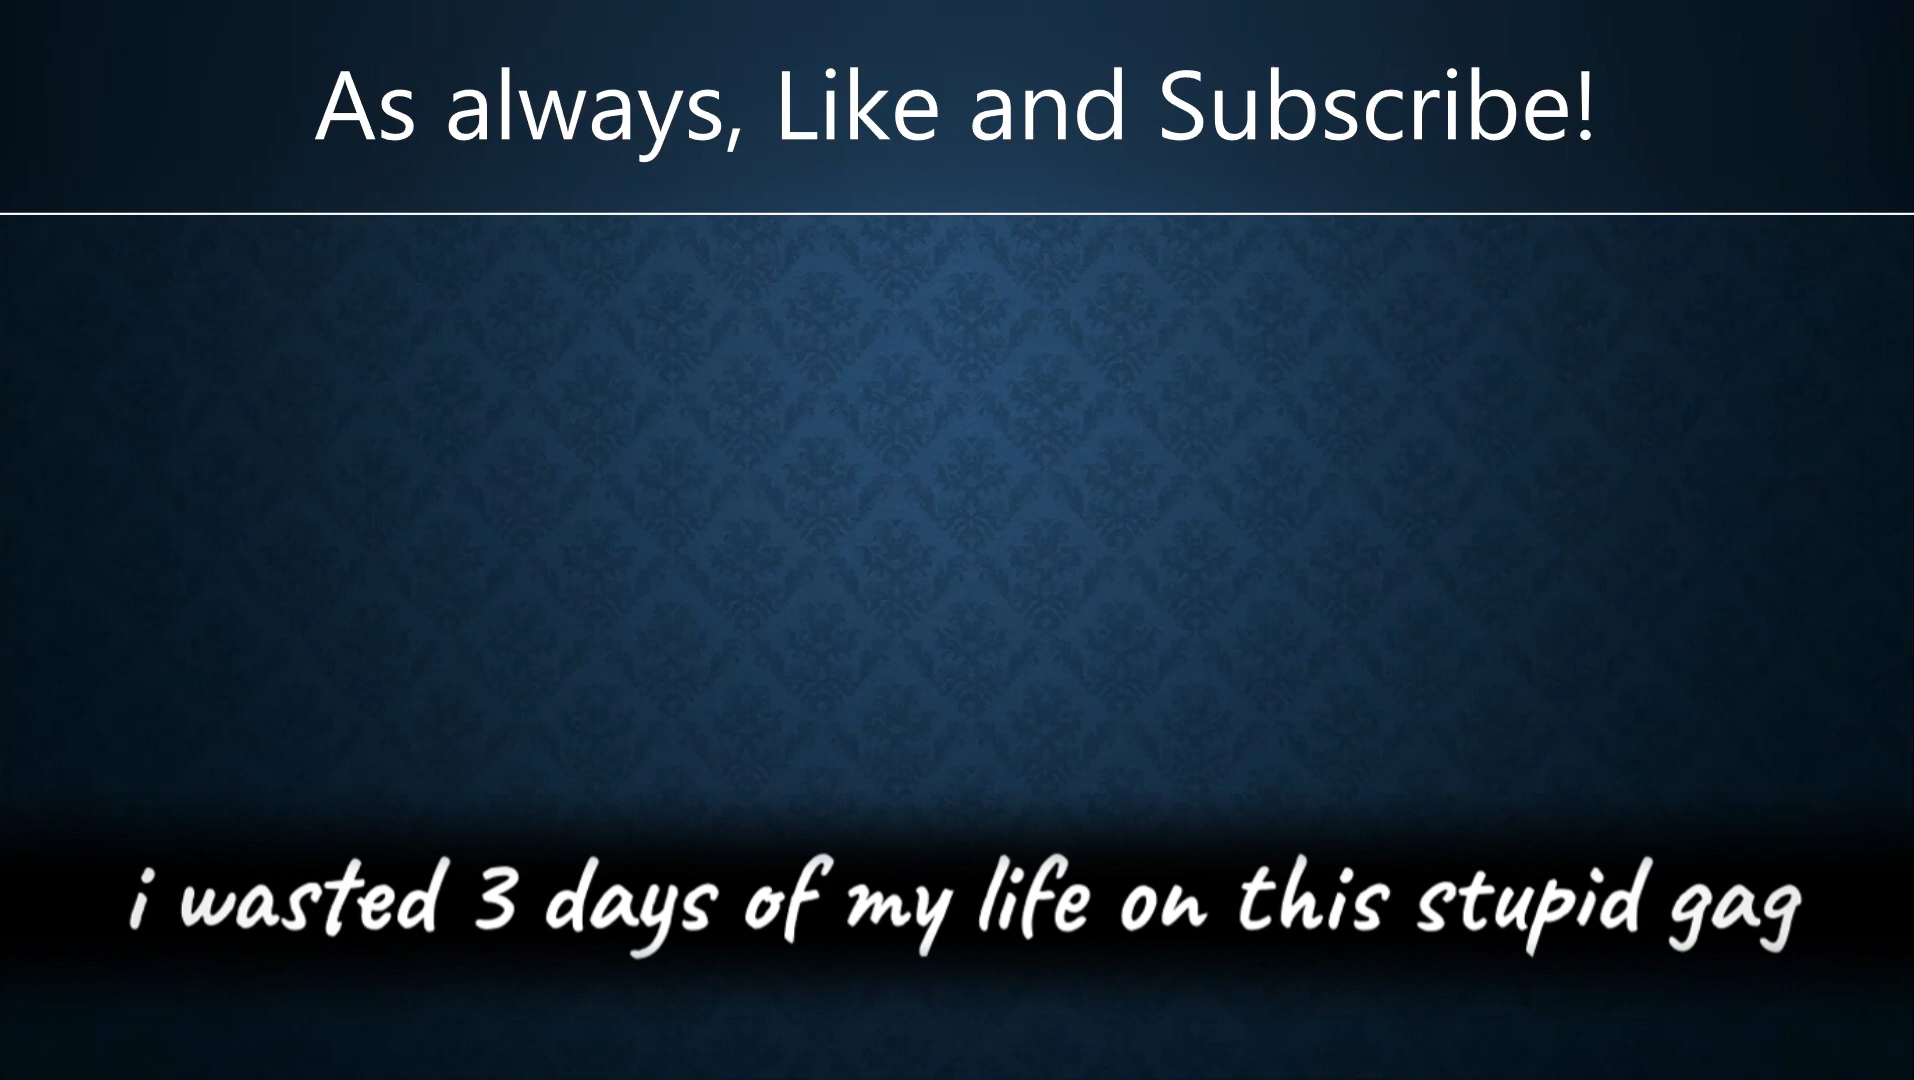 As always, Like and Subscribe!
i wasted 3 days of my life on this stupid gag